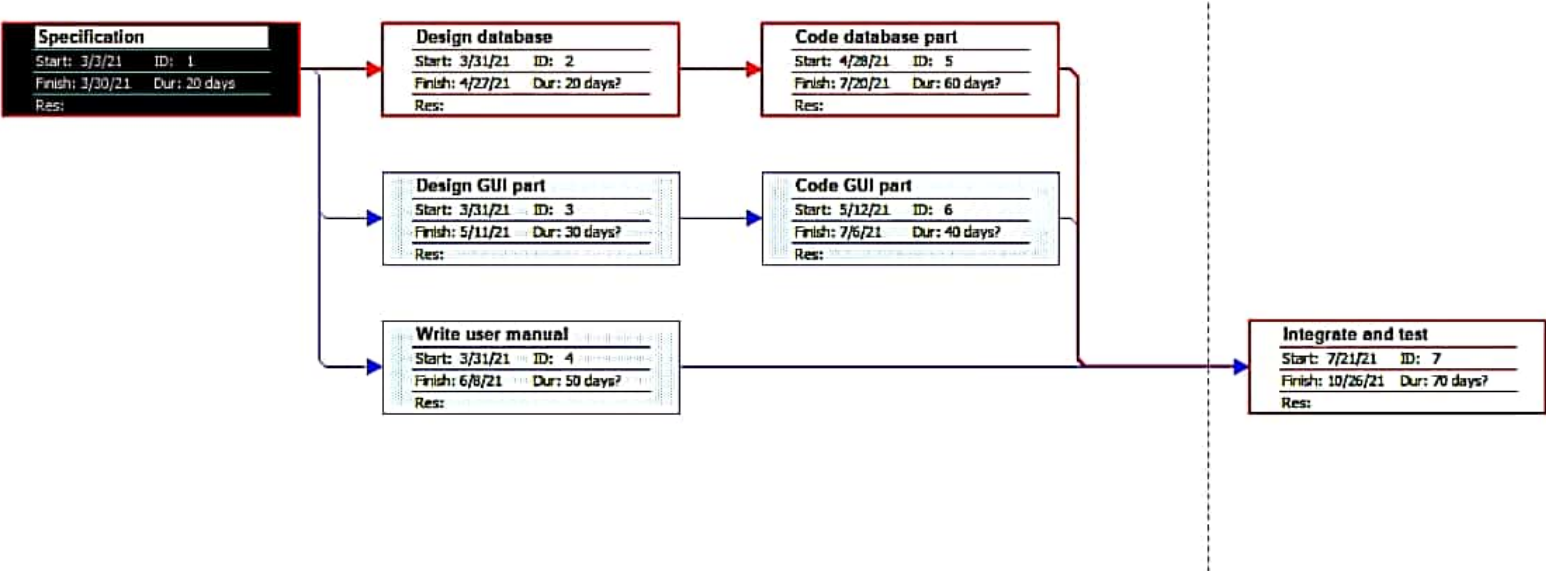 Specification
Start: 3/3/21 ID: 1
Finish: 3/30/21 Dur: 20 days
Res:
Design database
Start: 3/31/21 ID: 2
Finish: 4/27/21 Dur: 20 days?
Res:
Code database part
Start: 4/28/21 ID: 5
Finish: 7/20/21 Dur: 60 days?
Res:
Design GUI part
Start: 3/31/21 ID: 3
Finish: 5/11/21 Dur: 30 days?
Res:
Code GUI part
Start: 5/12/21 ID: 6
Finish: 7/6/21 Dur: 40 days?
Res:
Write user manual
Start: 3/31/21 ID: 4
Finish: 6/8/21 Dur: 50 days?
Res:
Integrate and test
Start: 7/21/21 ID: 7
Finish: 10/26/21 Dur: 70 days?
Res: